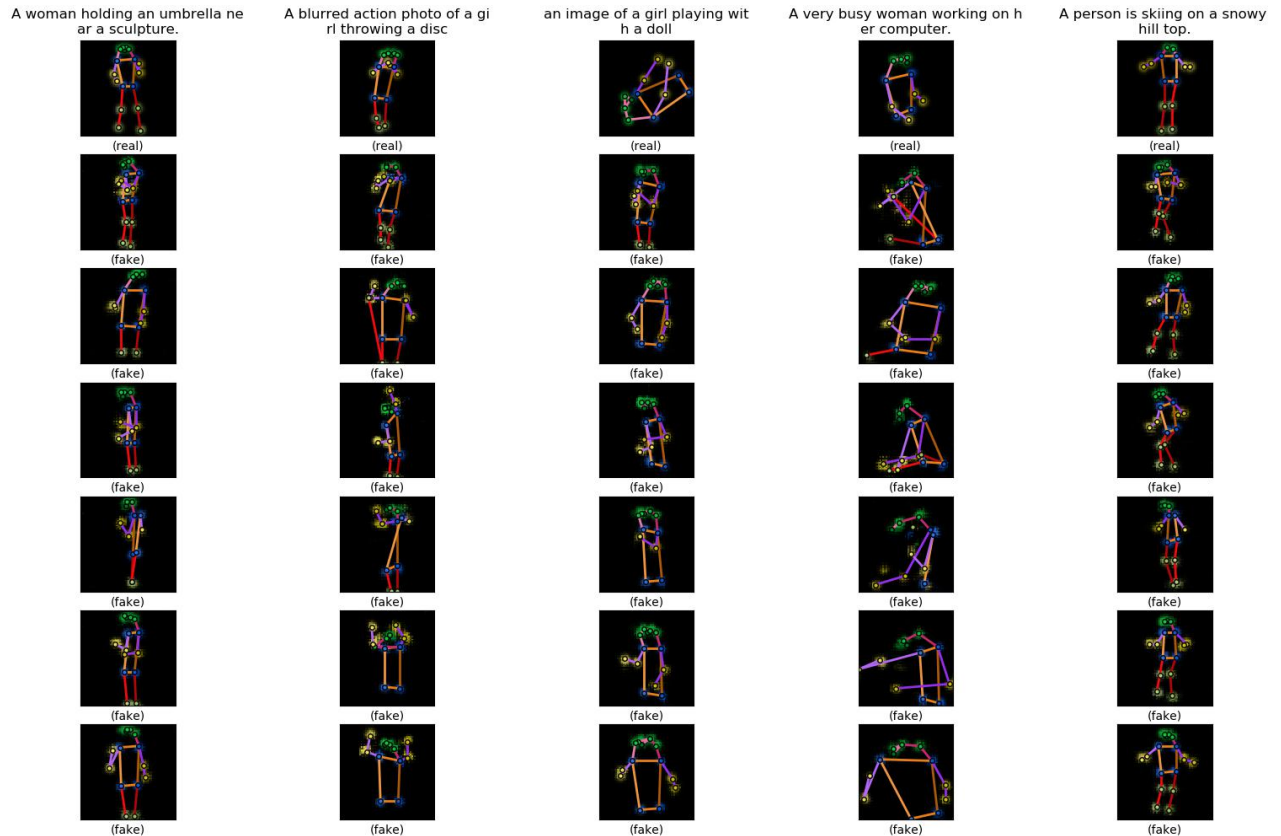 A woman holding an umbrella ne
ar a sculpture.
A blurred action photo of a gi
rl throwing a disc
an image of a girl playing wit
h a doll
A very busy woman working on h
er computer.
A person is skiing on a snowy
hill top.
(real) (real) (real) (real) (real)
(fake) (fake) (fake) (fake) (fake)
(fake) (fake) (fake) (fake) (fake)
(fake) (fake) (fake) (fake) (fake)
(fake) (fake) (fake) (fake) (fake)
(fake) (fake) (fake) (fake) (fake)
(fake) (fake) (fake) (fake) (fake)